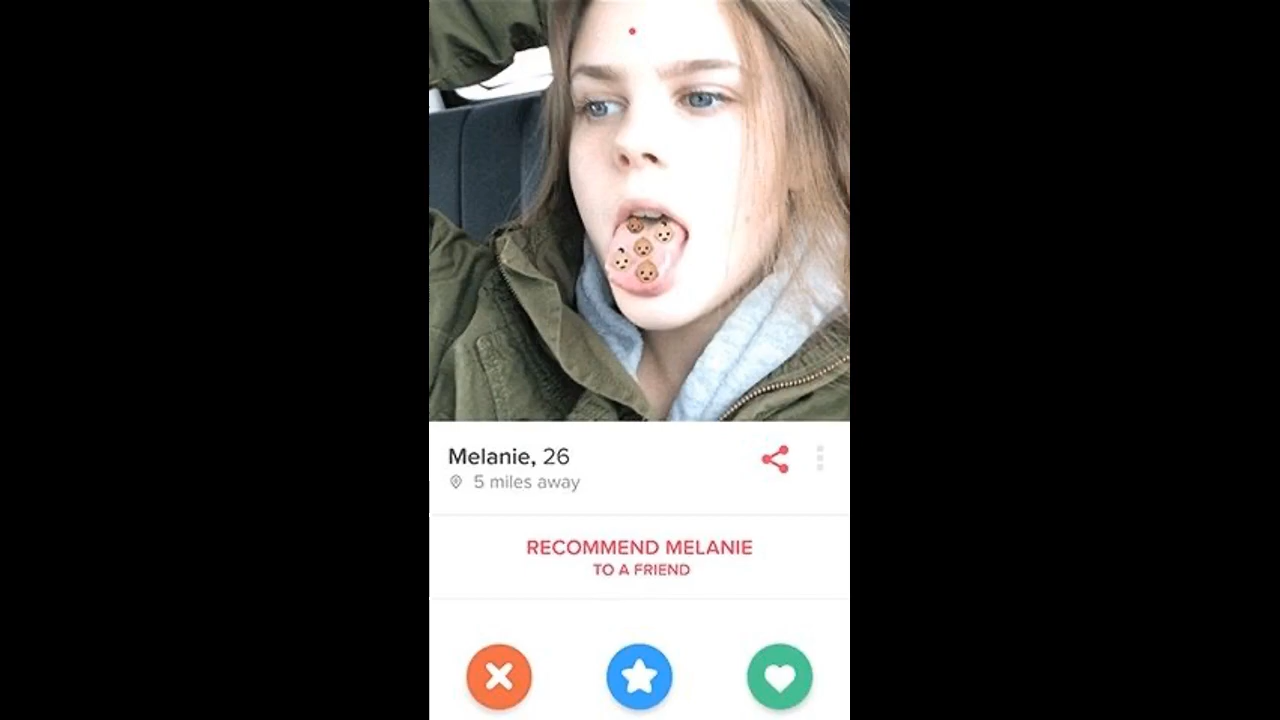 Melanie, 26
5 miles away
RECOMMEND MELANIE
TO A FRIEND